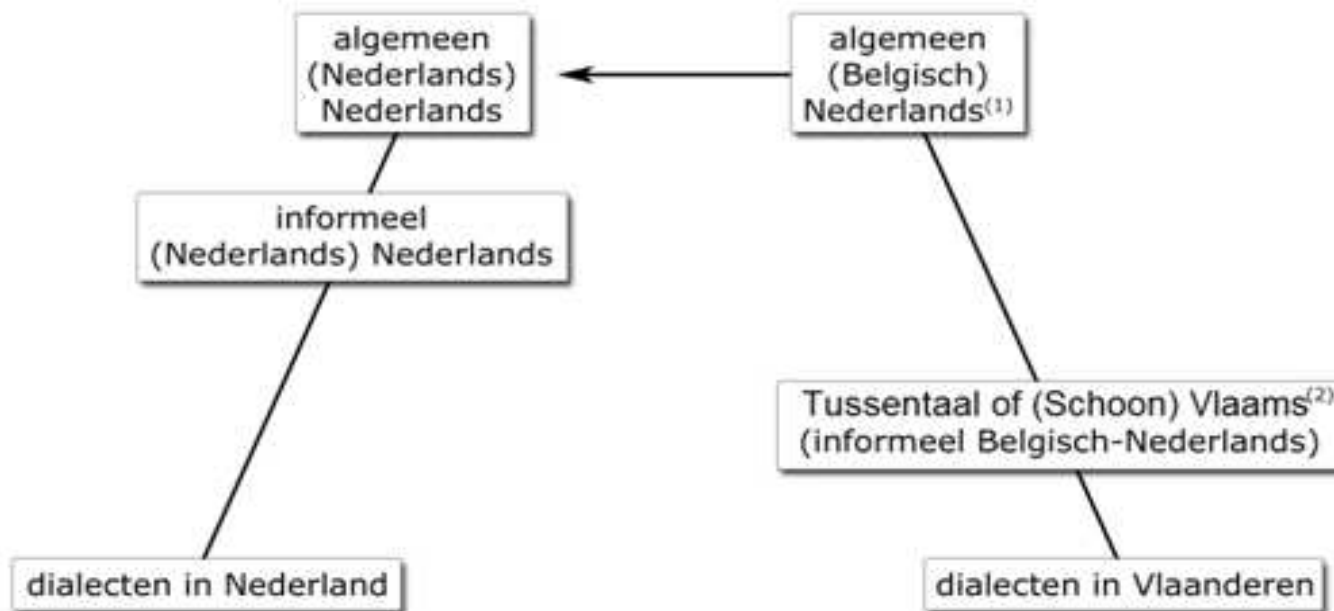 algemeen
(Nederlands)
Nederlands
algemeen
(Belgisch)
Nederlands(1)
informeel
(Nederlands) Nederlands
Tussentaal of (Schoon) Vlaams(2)
(informeel Belgisch-Nederlands)
dialecten in Nederland
dialecten in Vlaanderen